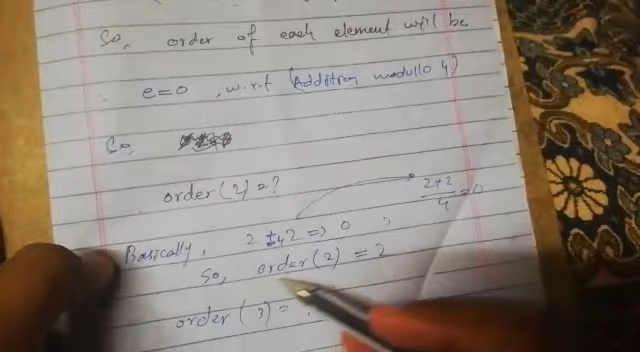 So, order of each element will be
e=0 , w.r.t (Addition modullo 4)
So,
order (2) = ?
2+2/4 = 0
Basically, 2 +₄ 2 => 0 ;
So, order (2) = 2
order ( 3 ) =